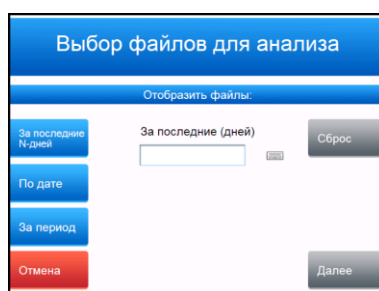 Выбор файлов для анализа
Отобразить файлы:
За последние
N-дней
За последние (дней)
Сброс
По дате
За период
Отмена
Далее